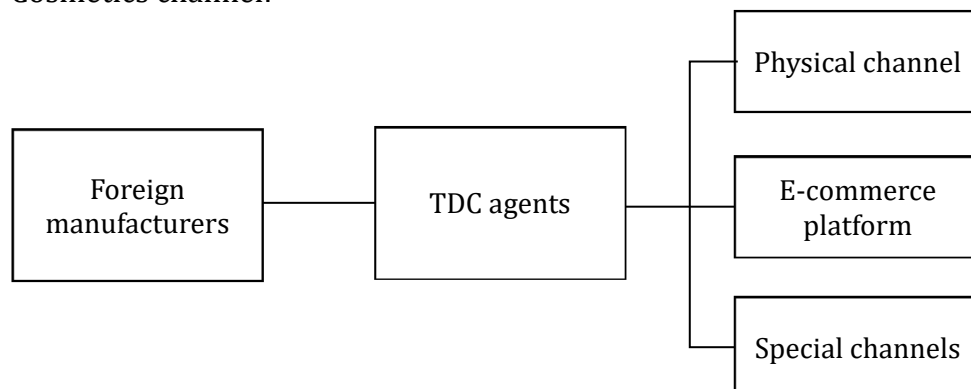 Cosmetics channel.
Physical channel
Foreign
manufacturers
TDC agents
E-commerce
platform
Special channels